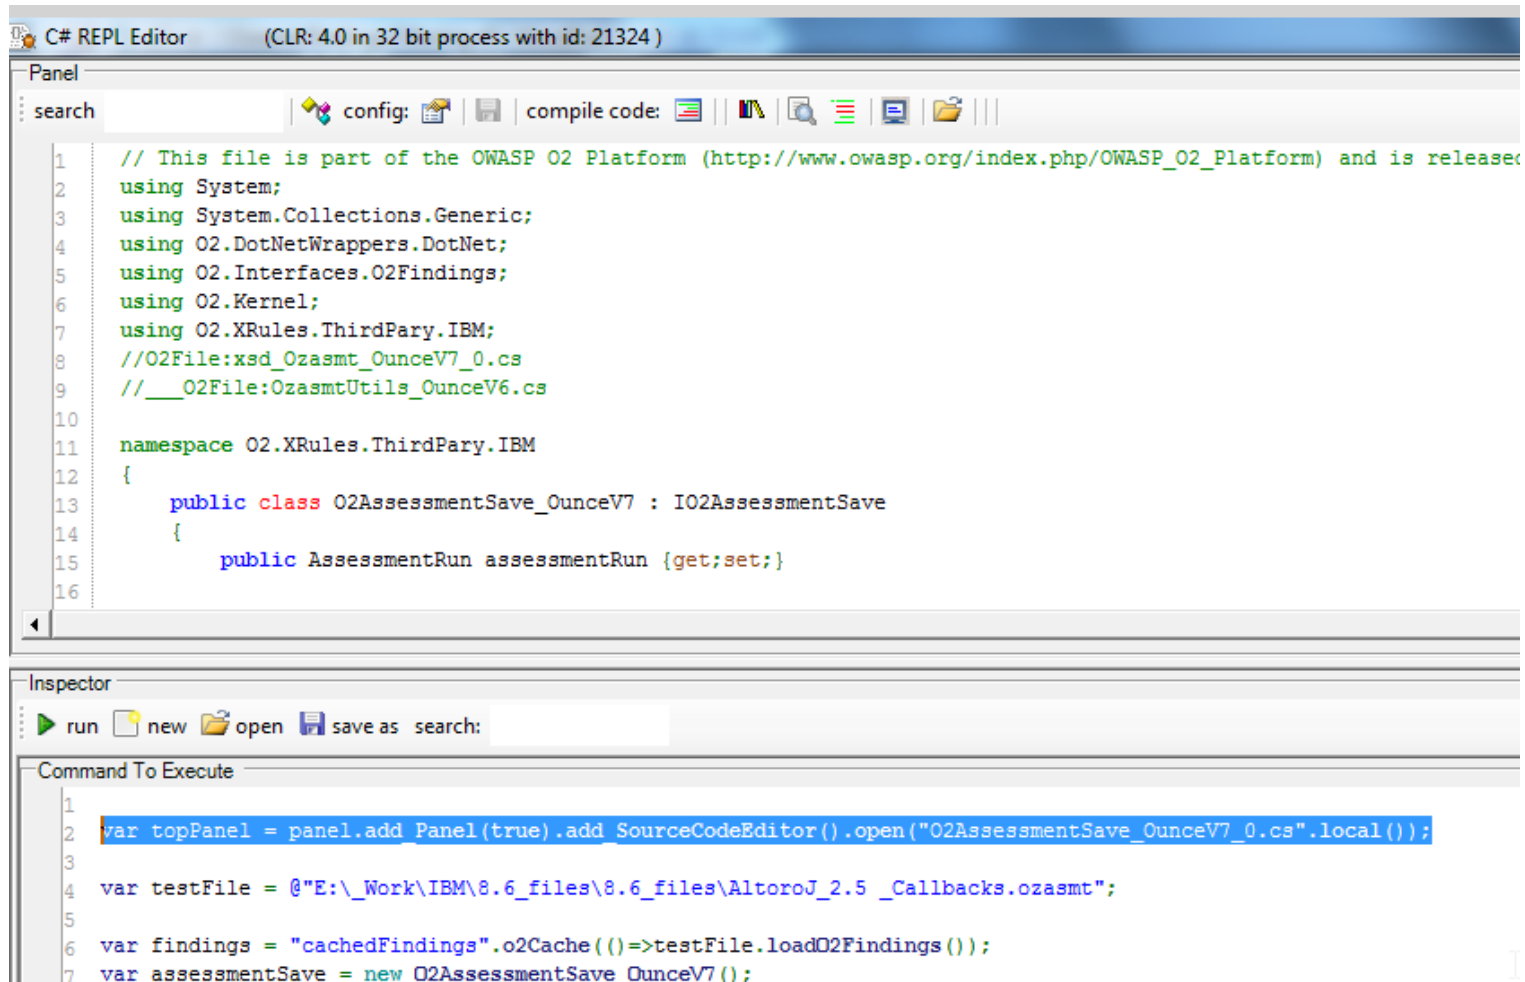 C# REPL Editor (CLR: 4.0 in 32 bit process with id: 21324 )
Panel
search config: compile code:
1 // This file is part of the OWASP O2 Platform (http://www.owasp.org/index.php/OWASP_O2_Platform) and is released
2 using System;
3 using System.Collections.Generic;
4 using O2.DotNetWrappers.DotNet;
5 using O2.Interfaces.O2Findings;
6 using O2.Kernel;
7 using O2.XRules.ThirdPary.IBM;
8 //O2File:xsd_Ozasmt_OunceV7_0.cs
9 //___O2File:OzasmtUtils_OunceV6.cs
10
11 namespace O2.XRules.ThirdPary.IBM
12 {
13 public class O2AssessmentSave_OunceV7 : IO2AssessmentSave
14 {
15 public AssessmentRun assessmentRun {get;set;}
16
Inspector
run new open save as search:
Command To Execute
1
2 var topPanel = panel.add_Panel(true).add_SourceCodeEditor().open("O2AssessmentSave_OunceV7_0.cs".local());
3
4 var testFile = @"E:\_Work\IBM\8.6_files\8.6_files\AltoroJ_2.5 _Callbacks.ozasmt";
5
6 var findings = "cachedFindings".o2Cache(()=>testFile.loadO2Findings());
7 var assessmentSave = new O2AssessmentSave_OunceV7();